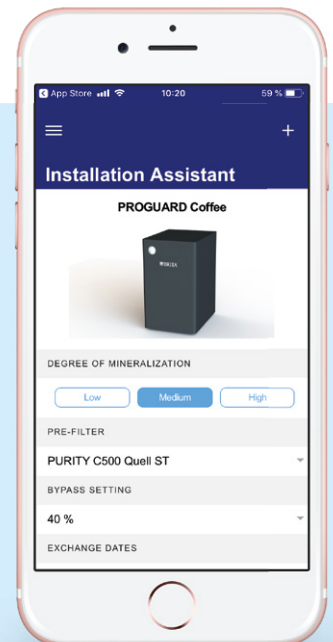 App Store 10:20 59 %
Installation Assistant
PROGUARD Coffee
BRITA
DEGREE OF MINERALIZATION
Low Medium High
PRE-FILTER
PURITY C500 Quell ST
BYPASS SETTING
40 %
EXCHANGE DATES